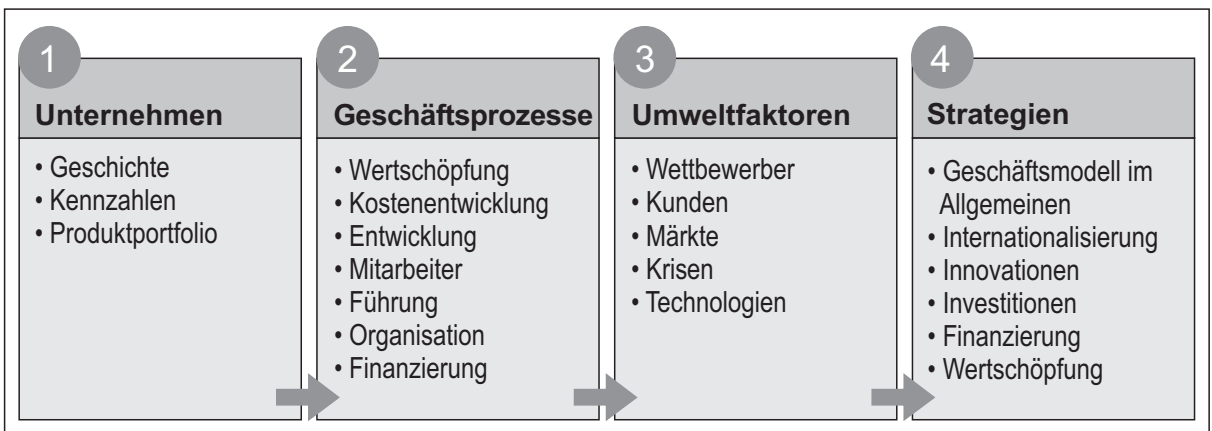 1
Unternehmen
• Geschichte
• Kennzahlen
• Produktportfolio
2
Geschäftsprozesse
• Wertschöpfung
• Kostenentwicklung
• Entwicklung
• Mitarbeiter
• Führung
• Organisation
• Finanzierung
3
Umweltfaktoren
• Wettbewerber
• Kunden
• Märkte
• Krisen
• Technologien
4
Strategien
• Geschäftsmodell im
Allgemeinen
• Internationalisierung
• Innovationen
• Investitionen
• Finanzierung
• Wertschöpfung